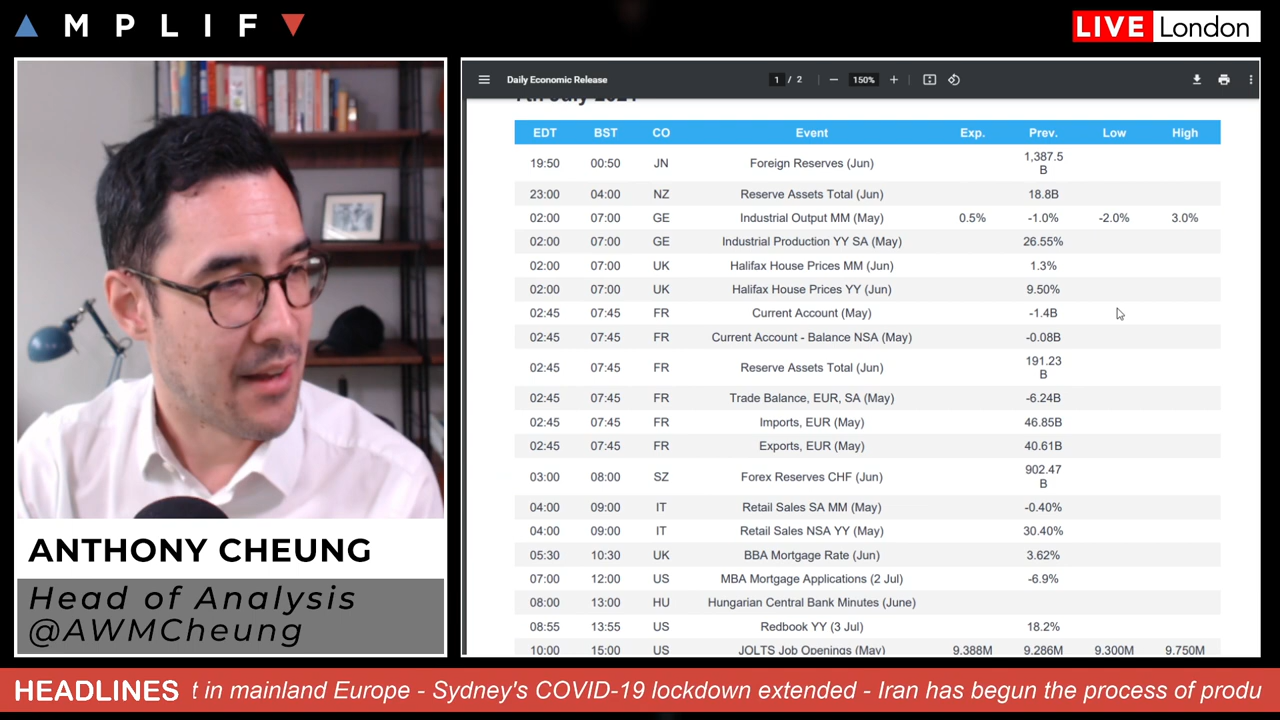 ▲ M P L I F ▼
LIVE London
Daily Economic Release
1 / 2
150%
7th July 2021
EDT BST CO Event Exp. Prev. Low High
19:50 00:50 JN Foreign Reserves (Jun) 1,387.5
B
23:00 04:00 NZ Reserve Assets Total (Jun) 18.8B
02:00 07:00 GE Industrial Output MM (May) 0.5% -1.0% -2.0% 3.0%
02:00 07:00 GE Industrial Production YY SA (May) 26.55%
02:00 07:00 UK Halifax House Prices MM (Jun) 1.3%
02:00 07:00 UK Halifax House Prices YY (Jun) 9.50%
02:45 07:45 FR Current Account (May) -1.4B
02:45 07:45 FR Current Account - Balance NSA (May) -0.08B
02:45 07:45 FR Reserve Assets Total (Jun) 191.23
B
02:45 07:45 FR Trade Balance, EUR, SA (May) -6.24B
02:45 07:45 FR Imports, EUR (May) 46.85B
02:45 07:45 FR Exports, EUR (May) 40.61B
03:00 08:00 SZ Forex Reserves CHF (Jun) 902.47
B
04:00 09:00 IT Retail Sales SA MM (May) -0.40%
04:00 09:00 IT Retail Sales NSA YY (May) 30.40%
05:30 10:30 UK BBA Mortgage Rate (Jun) 3.62%
07:00 12:00 US MBA Mortgage Applications (2 Jul) -6.9%
08:00 13:00 HU Hungarian Central Bank Minutes (June)
08:55 13:55 US Redbook YY (3 Jul) 18.2%
10:00 15:00 US JOLTS Job Openings (May) 9.388M 9.286M 9.300M 9.750M
ANTHONY CHEUNG
Head of Analysis
@AWMCheung
HEADLINES t in mainland Europe - Sydney's COVID-19 lockdown extended - Iran has begun the process of produ